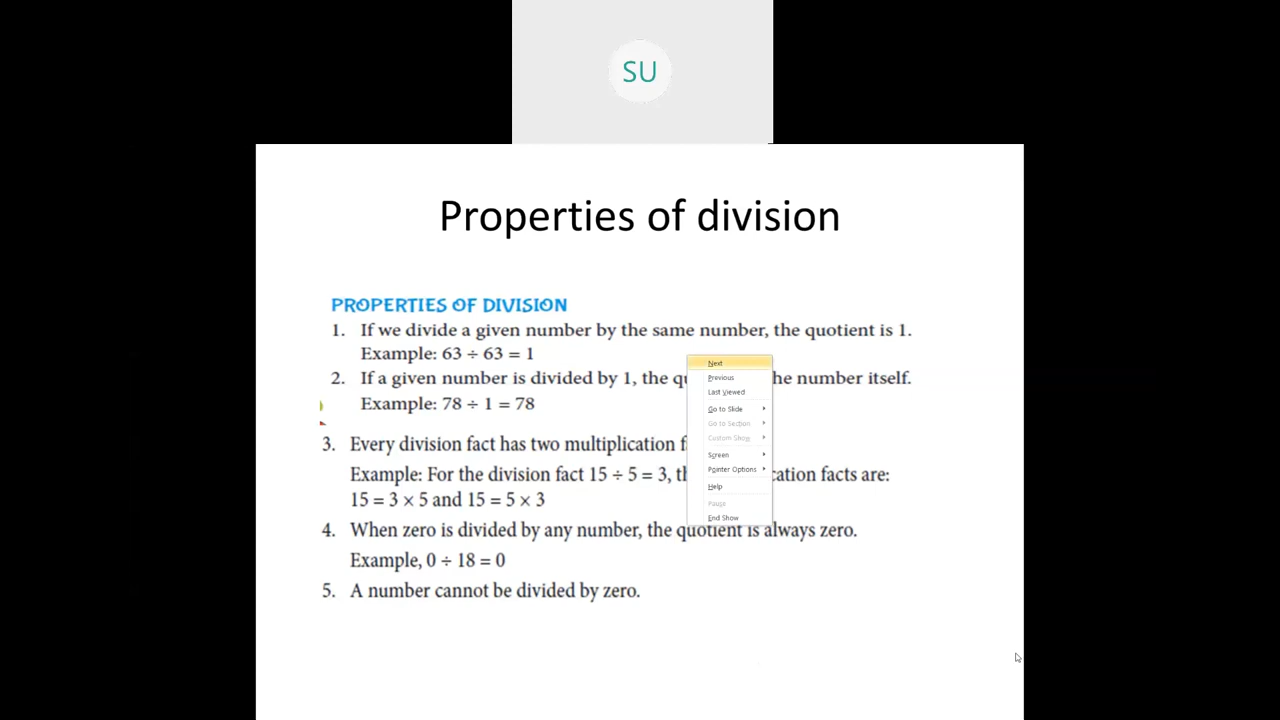 SU
Properties of division
PROPERTIES OF DIVISION
1. If we divide a given number by the same number, the quotient is 1.
Example: 63 ÷ 63 = 1
2. If a given number is divided by 1, the he number itself.
Example: 78 ÷ 1 = 78
3. Every division fact has two multiplication
Example: For the division fact 15 ÷ 5 = 3, facts are:
15 = 3 × 5 and 15 = 5 × 3
4. When zero is divided by any number, the quotient is always zero.
Example, 0 ÷ 18 = 0
5. A number cannot be divided by zero.
Next
Previous
Last Viewed
Go to Slide
Go to Section
Custom Show
Screen
Pointer Options
Help
Pause
End Show